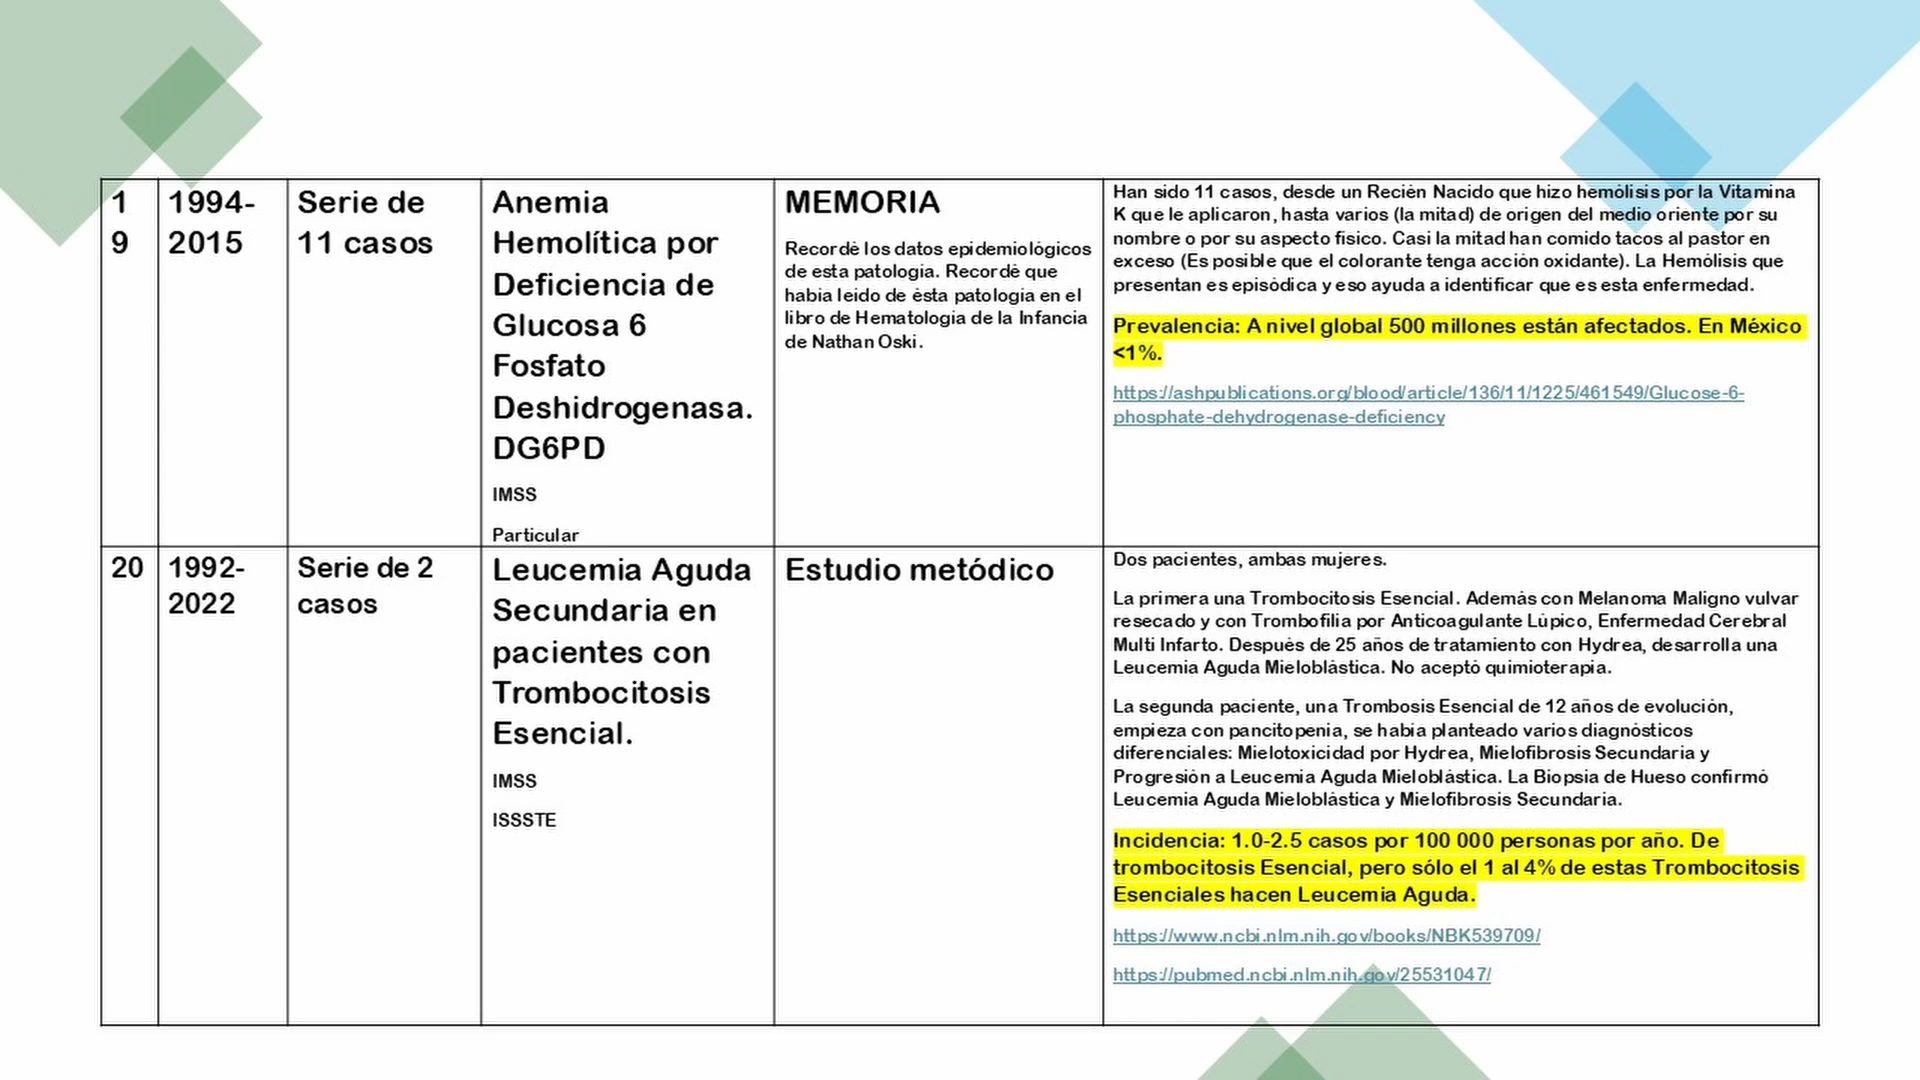 1
9
1994-
2015
Serie de
11 casos
Anemia
Hemolítica por
Deficiencia de
Glucosa 6
Fosfato
Deshidrogenasa.
DG6PD
IMSS
Particular
MEMORIA
Recordé los datos epidemiológicos
de esta patología. Recordé que
había leído de ésta patología en el
libro de Hematología de la Infancia
de Nathan Oski.
Han sido 11 casos, desde un Recién Nacido que hizo hemólisis por la Vitamina
K que le aplicaron, hasta varios (la mitad) de origen del medio oriente por su
nombre o por su aspecto físico. Casi la mitad han comido tacos al pastor en
exceso (Es posible que el colorante tenga acción oxidante). La Hemólisis que
presentan es episódica y eso ayuda a identificar que es esta enfermedad.
Prevalencia: A nivel global 500 millones están afectados. En México
<1%.
https://ashpublications.org/blood/article/136/11/1225/461549/Glucose-6-
phosphate-dehydrogenase-deficiency
20
1992-
2022
Serie de 2
casos
Leucemia Aguda
Secundaria en
pacientes con
Trombocitosis
Esencial.
IMSS
ISSSTE
Estudio metódico
Dos pacientes, ambas mujeres.
La primera una Trombocitosis Esencial. Además con Melanoma Maligno vulvar
resecado y con Trombofilia por Anticoagulante Lúpico, Enfermedad Cerebral
Multi Infarto. Después de 25 años de tratamiento con Hydrea, desarrolla una
Leucemia Aguda Mieloblástica. No aceptó quimioterapia.
La segunda paciente, una Trombosis Esencial de 12 años de evolución,
empieza con pancitopenia, se había planteado varios diagnósticos
diferenciales: Mielotoxicidad por Hydrea, Mielofibrosis Secundaria y
Progresión a Leucemia Aguda Mieloblástica. La Biopsia de Hueso confirmó
Leucemia Aguda Mieloblástica y Mielofibrosis Secundaria.
Incidencia: 1.0-2.5 casos por 100 000 personas por año. De
trombocitosis Esencial, pero sólo el 1 al 4% de estas Trombocitosis
Esenciales hacen Leucemia Aguda.
https://www.ncbi.nlm.nih.gov/books/NBK539709/
https://pubmed.ncbi.nlm.nih.gov/25531047/